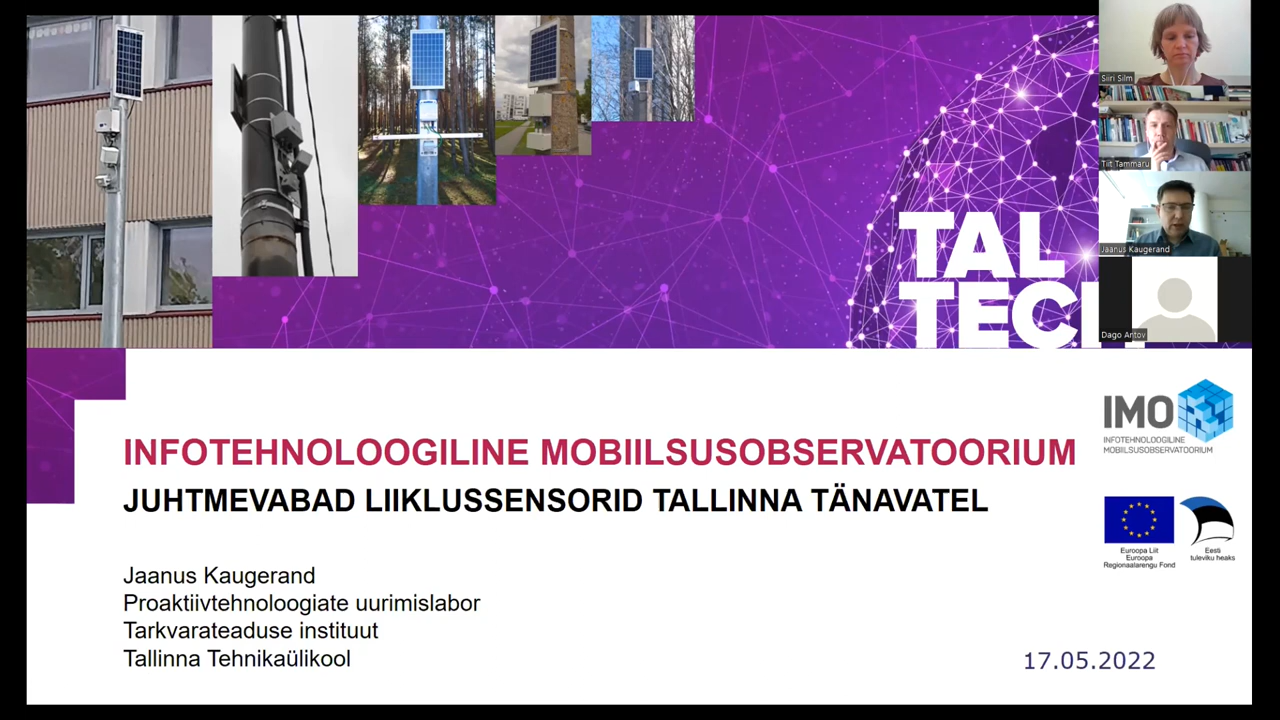 Siiri Silm
Tiit Tammaru
Jaanus Kaugerand
Dago Antov
TAL
TECH
IMO
INFOTEHNOLOOGILINE
MOBIILSUSOBSERVATOORIUM
INFOTEHNOLOOGILINE MOBIILSUSOBSERVATOORIUM
JUHTMEVABAD LIIKLUSSENSORID TALLINNA TÄNAVATEL
Euroopa Liit
Euroopa
Regionaalarengu Fond
Eesti
tuleviku heaks
Jaanus Kaugerand
Proaktiivtehnoloogiate uurimislabor
Tarkvarateaduse instituut
Tallinna Tehnikaülikool
17.05.2022